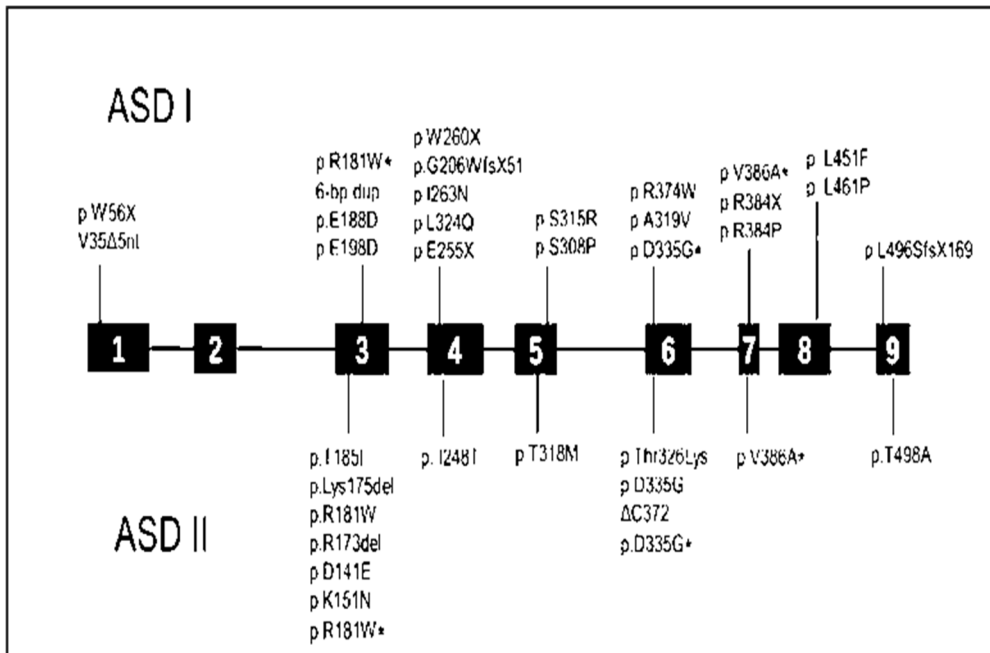 ASD I
p W56X
V35Δ5nt
p R181W*
6-bp dup
p.E188D
p E198D
p W260X
p.G206WfsX51
p I263N
p L324Q
p E255X
p S315R
p S308P
p R374W
p A319V
p D335G*
p V386A*
p R384X
p R384P
p L451F
p L461P
p L496SfsX169
1 2 3 4 5 6 7 8 9
ASD II
p.Lys175del
p.R181W
p.R173del
p D141E
p K151N
p R181W*
p T318M
p Thr326Lys
p D335G
ΔC372
p.D335G*
p V386A*
p.T498A